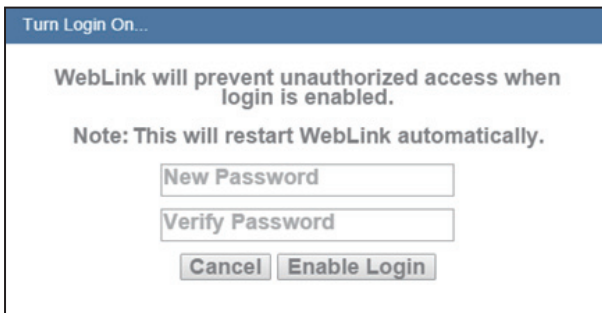 Turn Login On...
WebLink will prevent unauthorized access when
login is enabled.
Note: This will restart WebLink automatically.
New Password
Verify Password
Cancel Enable Login